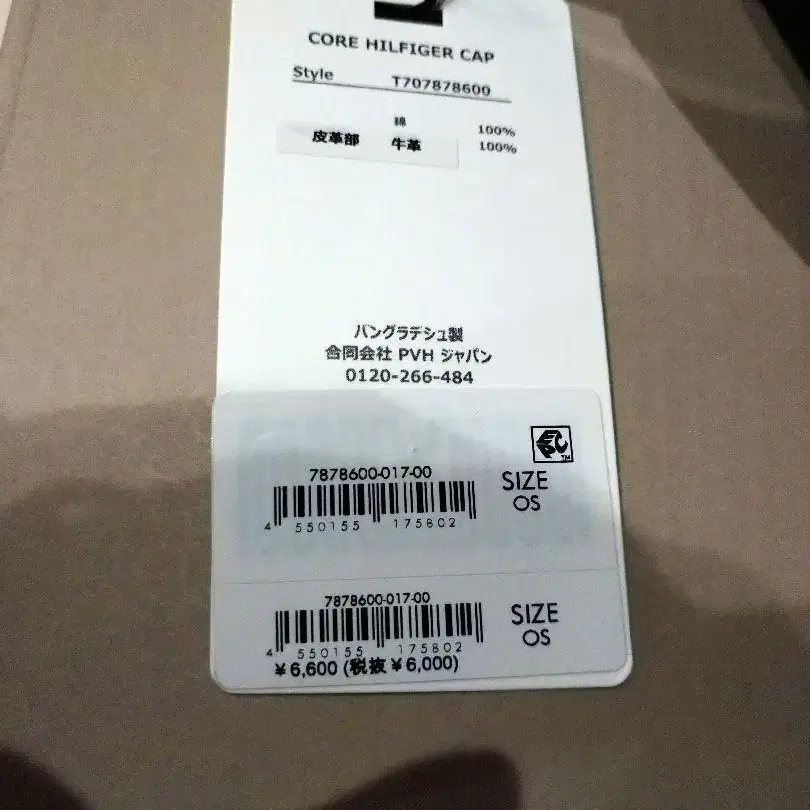 CORE HILFIGER CAP
Style T707878600
綿 100%
皮革部 牛革 100%
バングラデシュ製
合同会社 PVH ジャパン
0120-266-484
7878600-017-00
SIZE
OS
4 550155 175802
7878600-017-00
SIZE
OS
4 550155 175802
¥6,600 (税抜¥6,000)